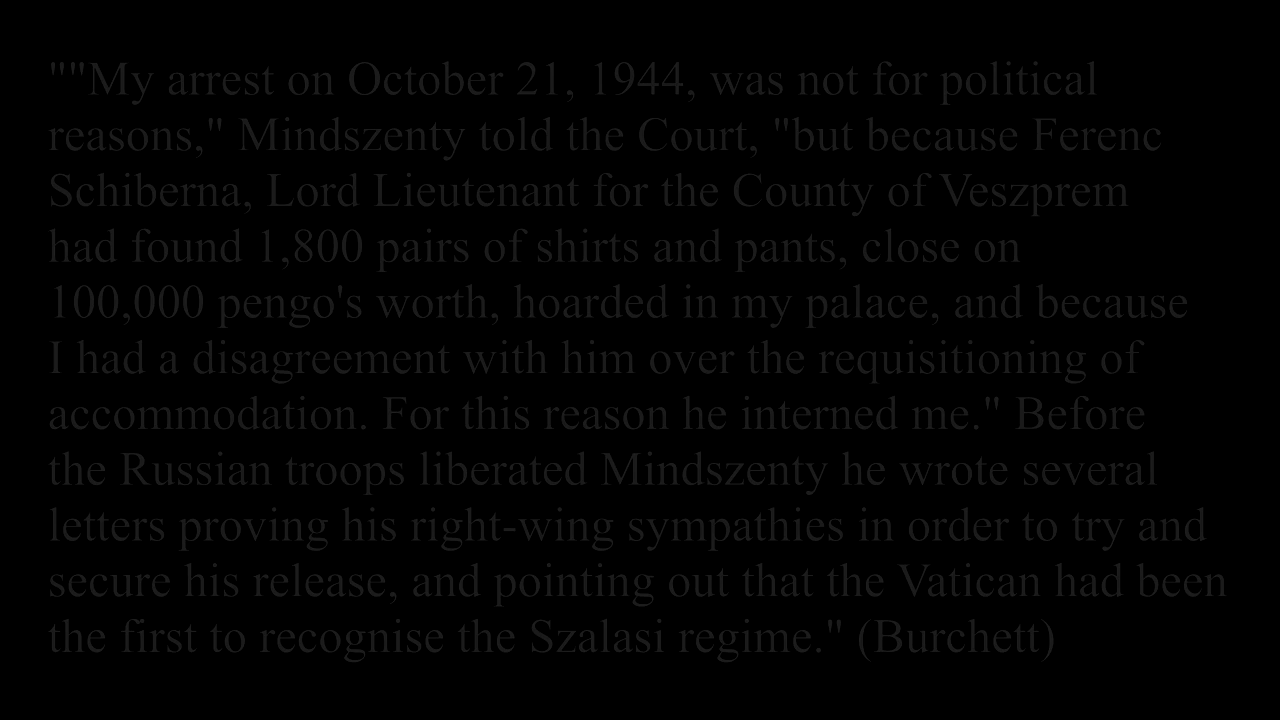 ""My arrest on October 21, 1944, was not for political
reasons," Mindszenty told the Court, "but because Ferenc
Schiberna, Lord Lieutenant for the County of Veszprem
had found 1,800 pairs of shirts and pants, close on
100,000 pengo's worth, hoarded in my palace, and because
I had a disagreement with him over the requisitioning of
accommodation. For this reason he interned me." Before
the Russian troops liberated Mindszenty he wrote several
letters proving his right-wing sympathies in order to try and
secure his release, and pointing out that the Vatican had been
the first to recognise the Szalasi regime." (Burchett)